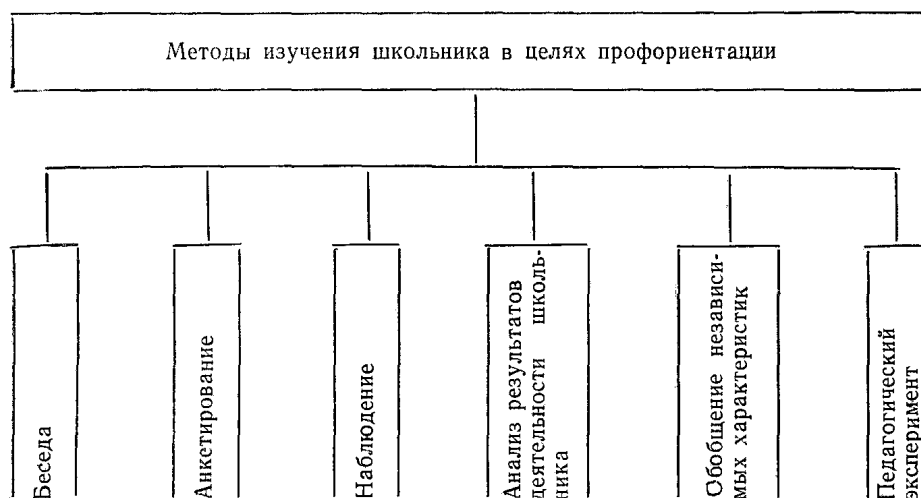 Методы изучения школьника в целях профориентации
Беседа
Анкетирование
Наблюдение
Анализ результатов
деятельности школь-
ника
Обобщение независи-
мых характеристик
Педагогический
эксперимент